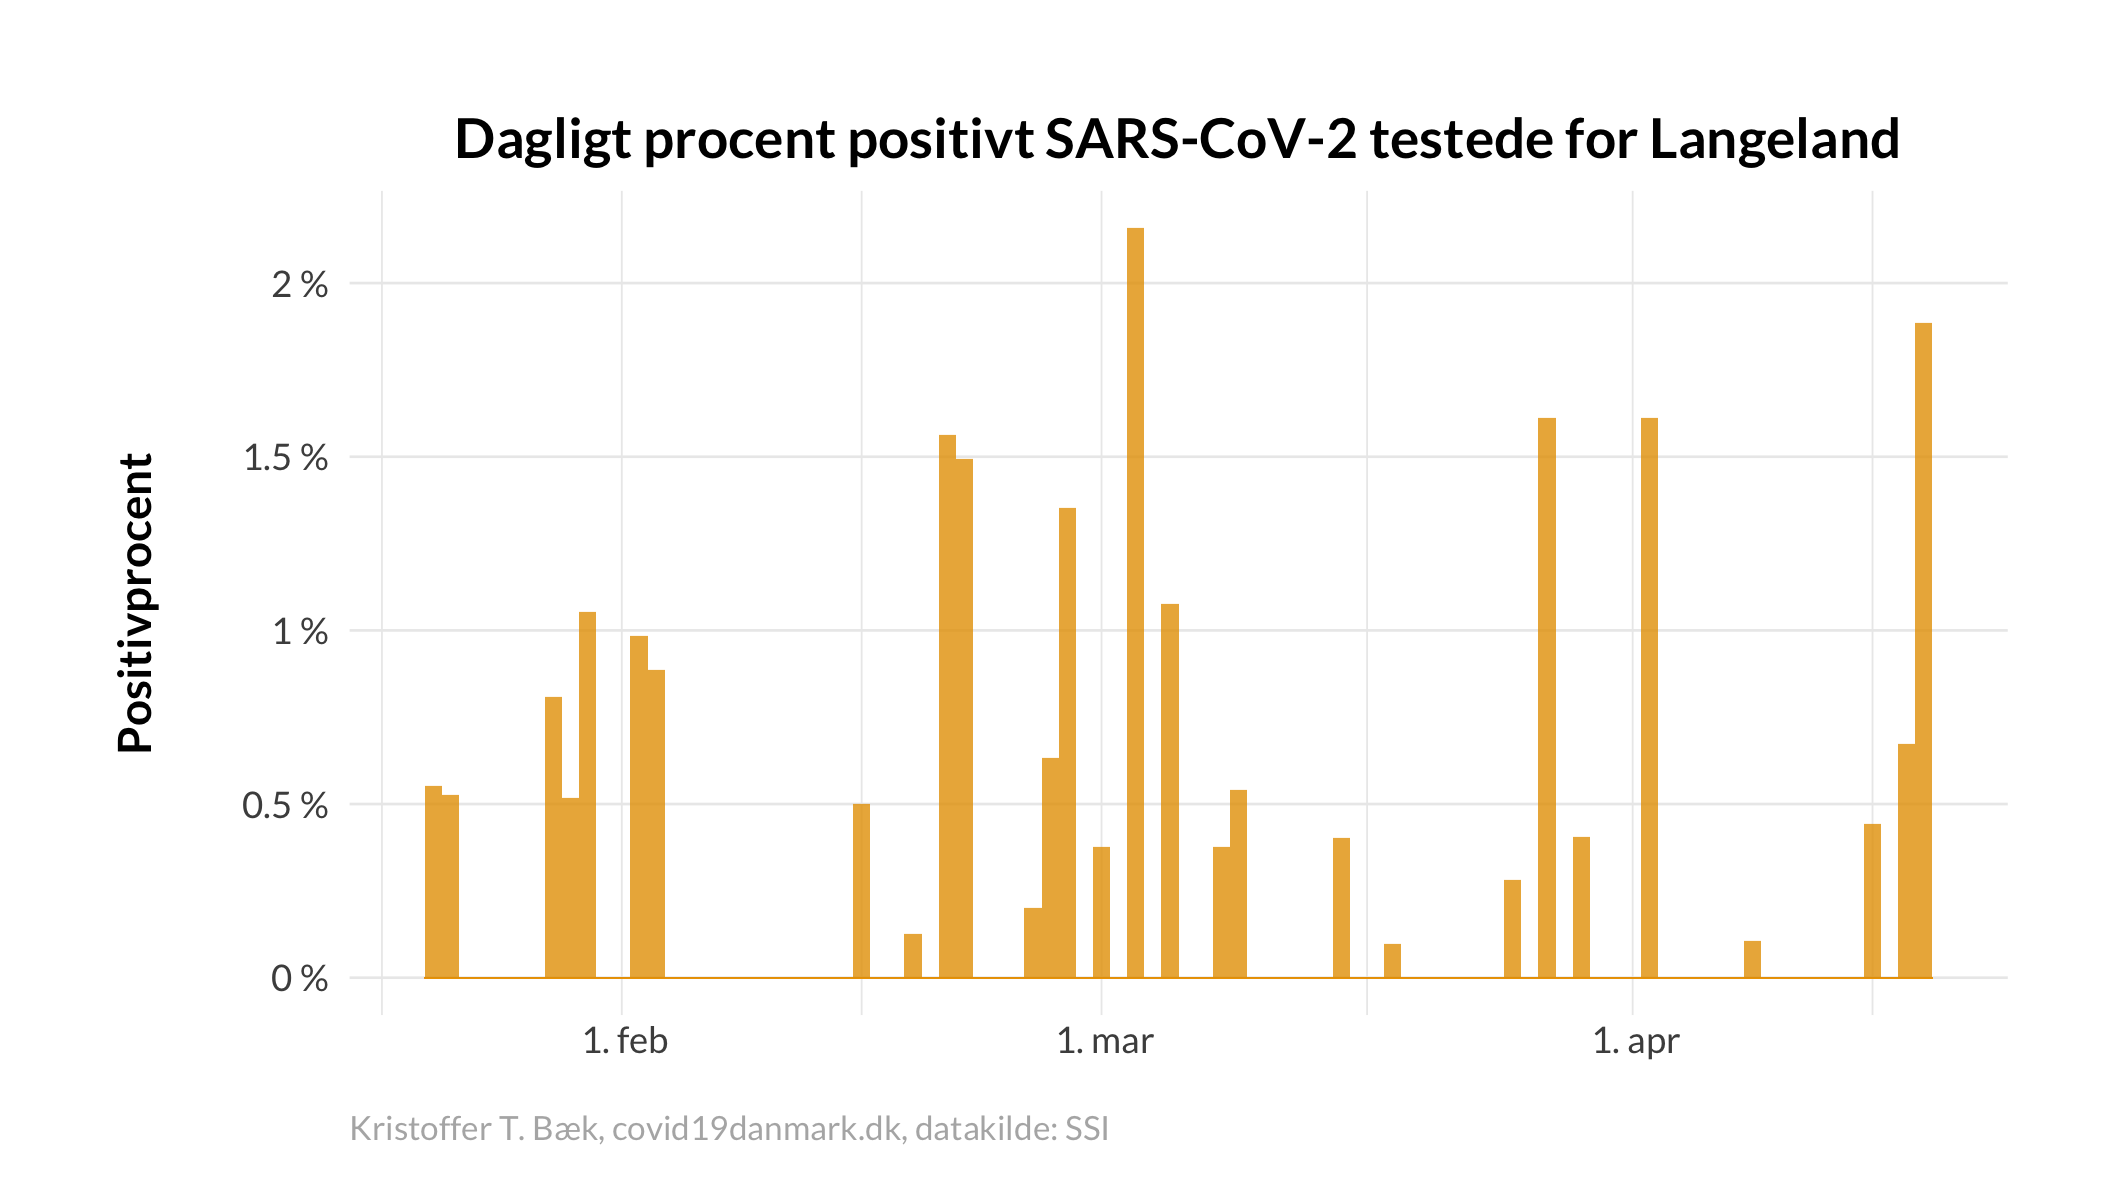 Dagligt procent positivt SARS-CoV-2 testede for Langeland
Positivprocent
2 %
1.5 %
1 %
0.5 %
0 %
1. feb
1. mar
1. apr
Kristoffer T. Bæk, covid19danmark.dk, datakilde: SSI